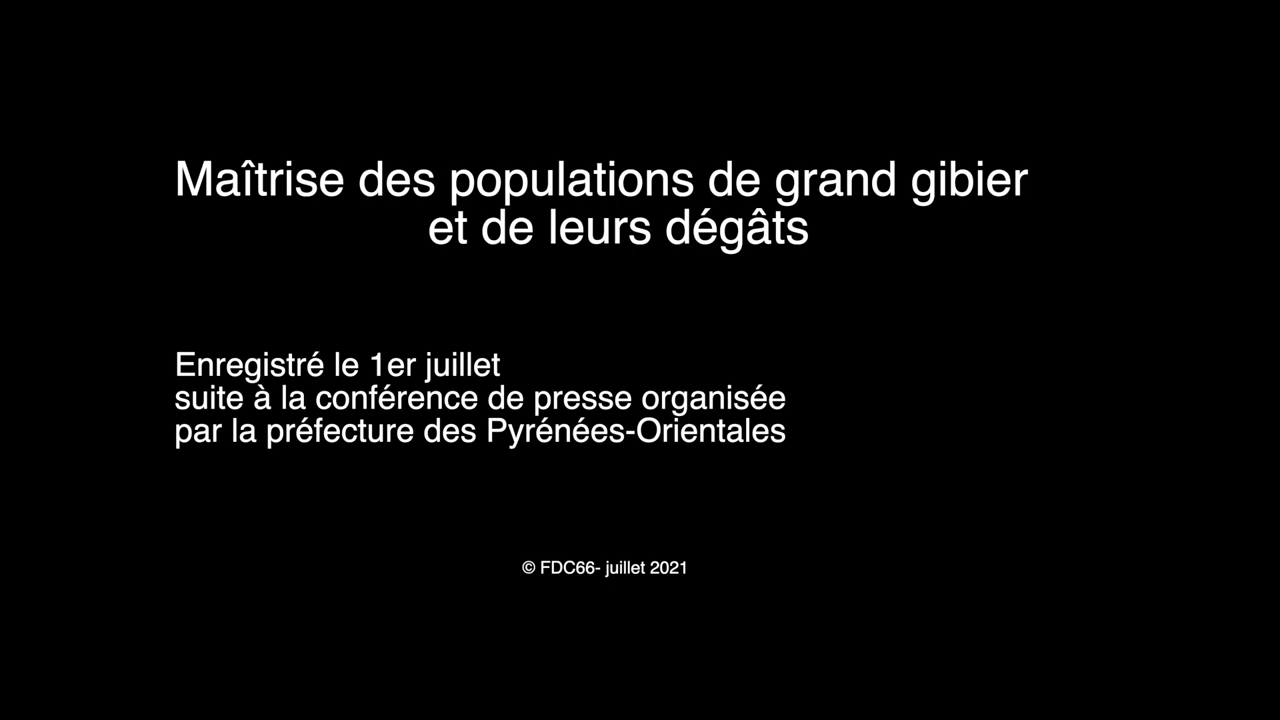 Maîtrise des populations de grand gibier
et de leurs dégâts
Enregistré le 1er juillet
suite à la conférence de presse organisée
par la préfecture des Pyrénées-Orientales
© FDC66- juillet 2021